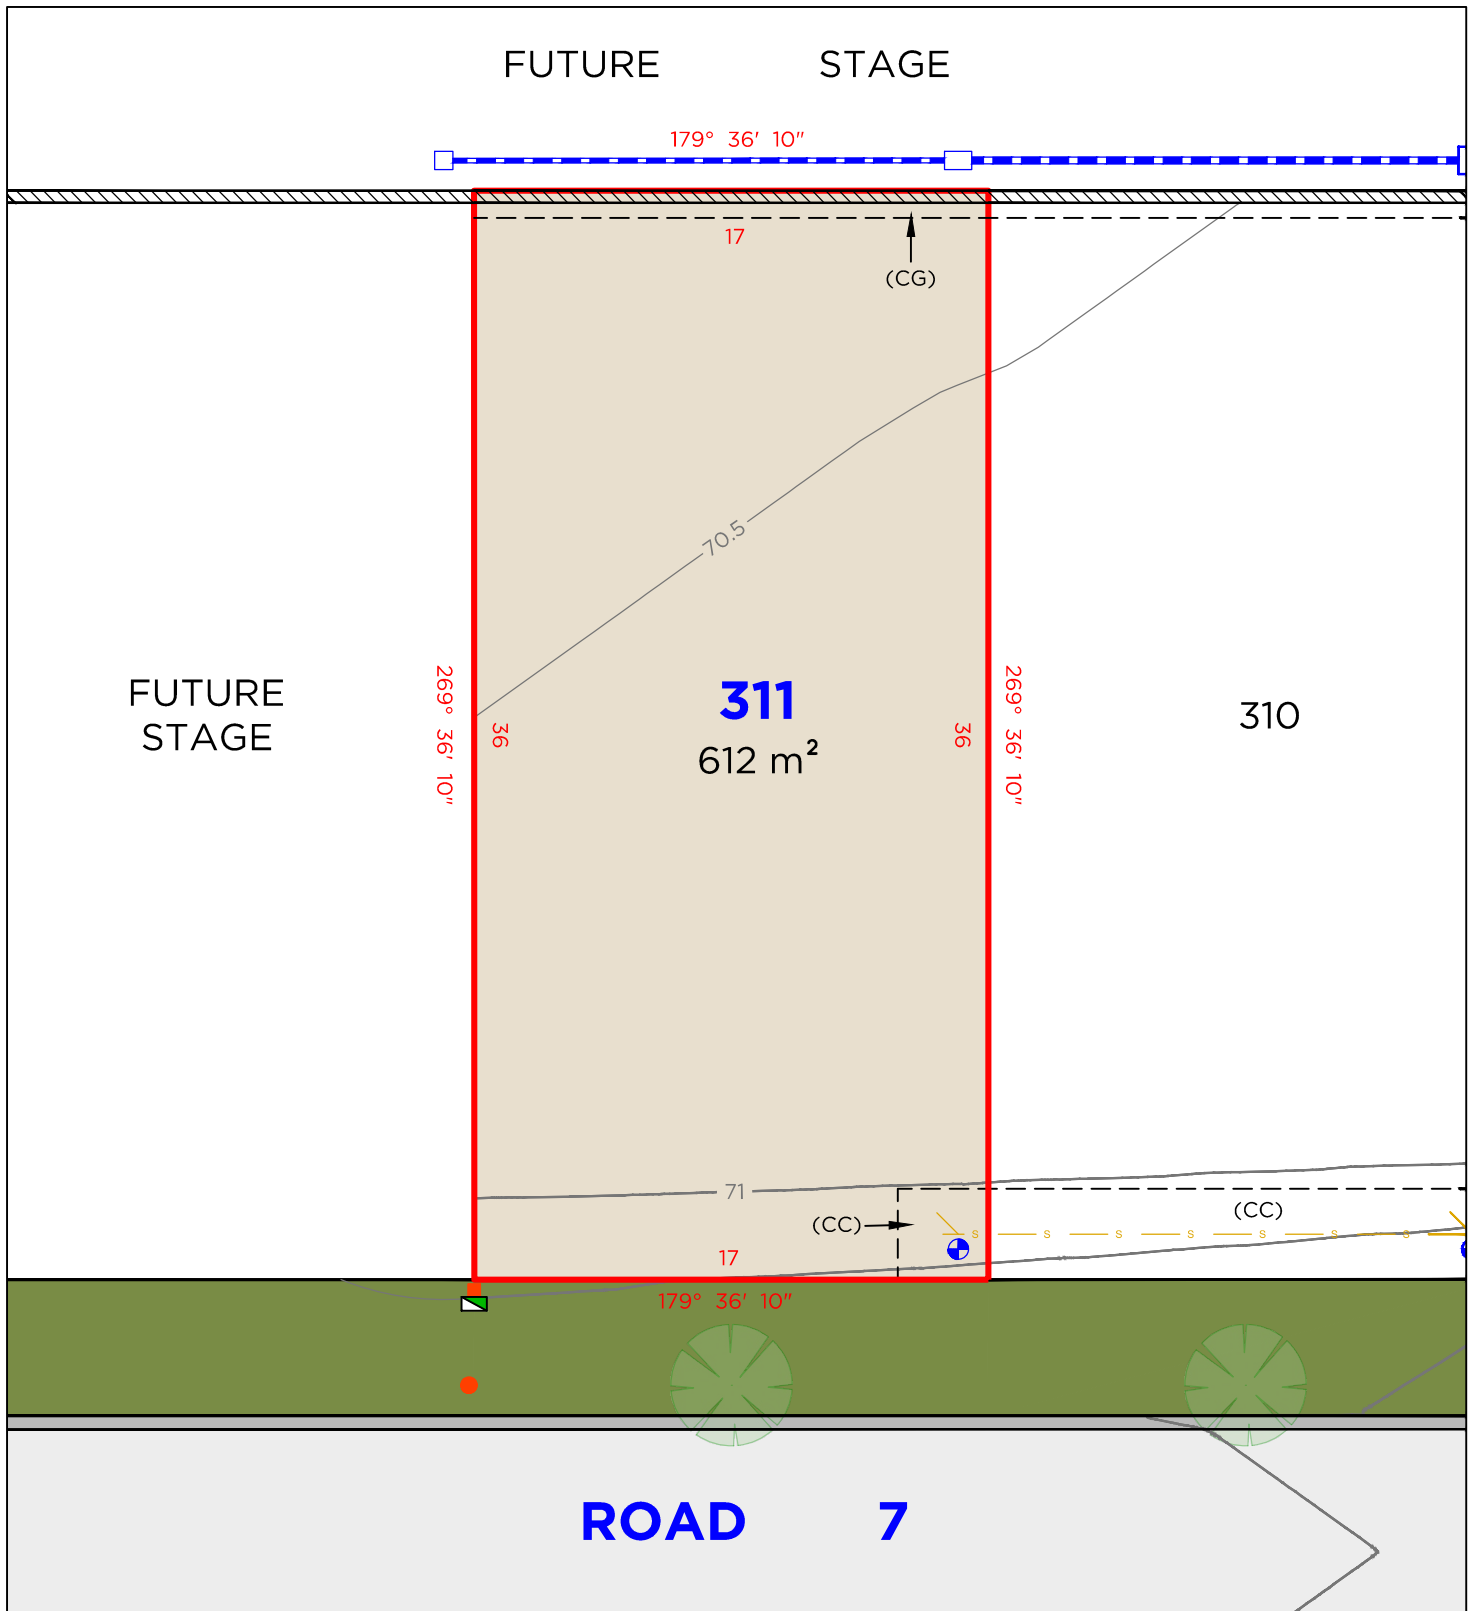 FUTURE STAGE
179° 36' 10"
17
(CG)
70.5
269° 36' 10"
36
FUTURE
STAGE
311
612 m²
36
269° 36' 10"
310
71
(CC)
(CC)
S S S S S S S
17
179° 36' 10"
ROAD 7